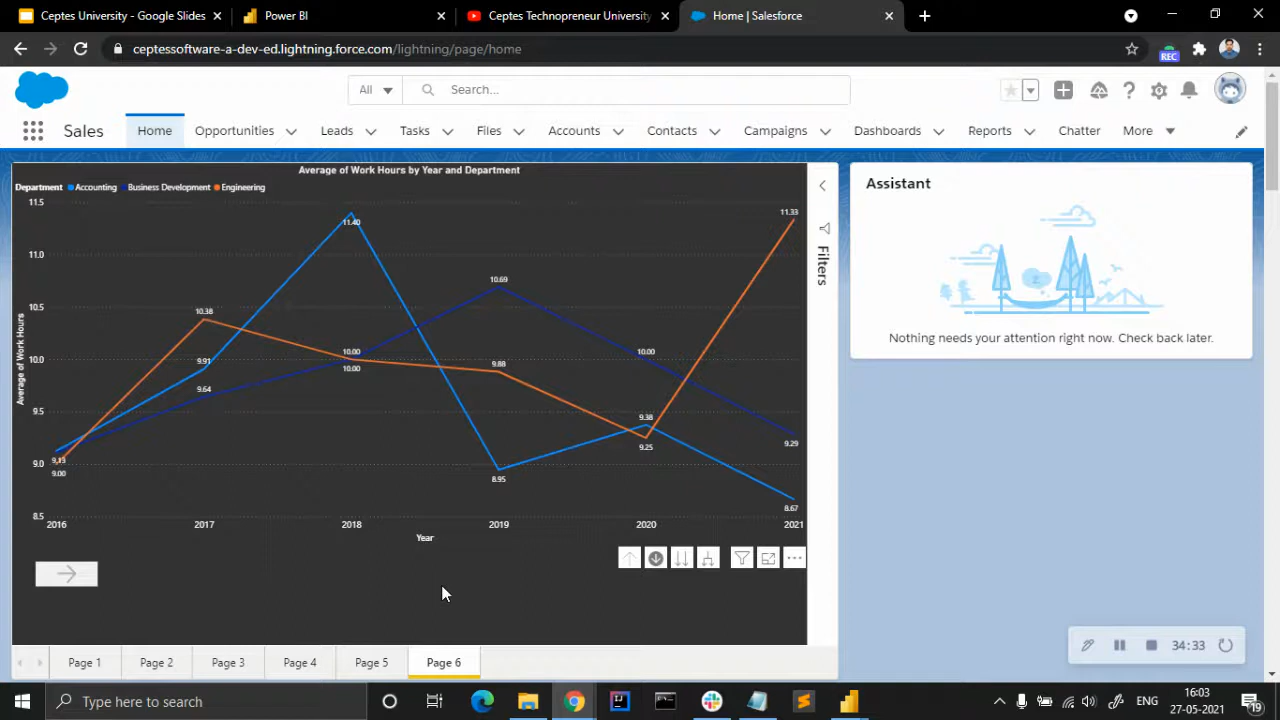 Ceptes University - Google Slides
Power BI
Ceptes Technopreneur University
Home | Salesforce
ceptessoftware-a-dev-ed.lightning.force.com/lightning/page/home
REC
All
Search...
Sales
Home
Opportunities
Leads
Tasks
Files
Accounts
Contacts
Campaigns
Dashboards
Reports
Chatter
More
Average of Work Hours by Year and Department
Department Accounting Business Development Engineering
Average of Work Hours
11.5
11.0
10.5
10.0
9.5
9.0
8.5
9.13
9.00
10.38
9.91
9.64
11.40
10.00
10.00
10.69
9.88
8.95
10.00
9.38
9.25
11.33
9.29
8.67
2016
2017
2018
2019
2020
2021
Year
Filters
Assistant
Nothing needs your attention right now. Check back later.
Page 1
Page 2
Page 3
Page 4
Page 5
Page 6
34:33
Type here to search
ENG
16:03
27-05-2021
19